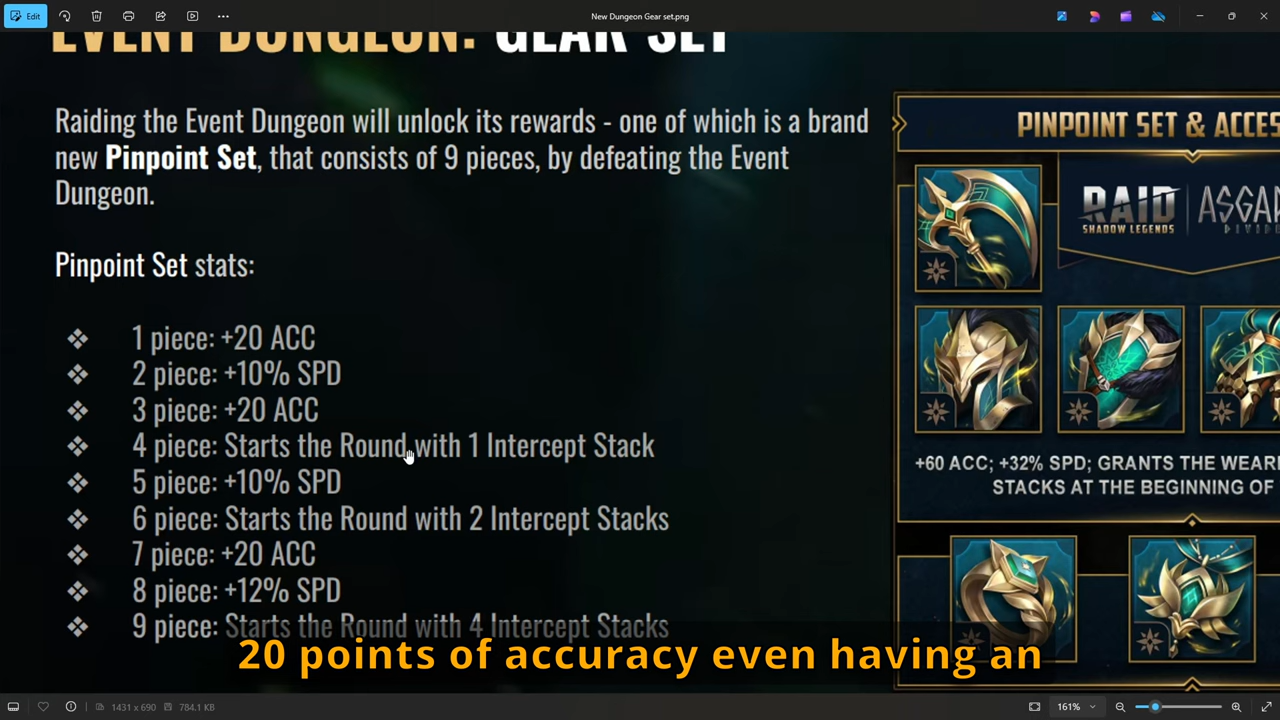 Edit
New Dungeon Gear set.png
EVENT DUNGEON: GEAR SET
Raiding the Event Dungeon will unlock its rewards - one of which is a brand
new Pinpoint Set, that consists of 9 pieces, by defeating the Event
Dungeon.
Pinpoint Set stats:
❖ 1 piece: +20 ACC
❖ 2 piece: +10% SPD
❖ 3 piece: +20 ACC
❖ 4 piece: Starts the Round with 1 Intercept Stack
❖ 5 piece: +10% SPD
❖ 6 piece: Starts the Round with 2 Intercept Stacks
❖ 7 piece: +20 ACC
❖ 8 piece: +12% SPD
❖ 9 piece: Starts the Round with 4 Intercept Stacks
PINPOINT SET & ACCES
RAID
SHADOW LEGENDS
ASGA
+60 ACC; +32% SPD; GRANTS THE WEAR
STACKS AT THE BEGINNING OF
20 points of accuracy even having an
1431 x 690
784.1 KB
161%